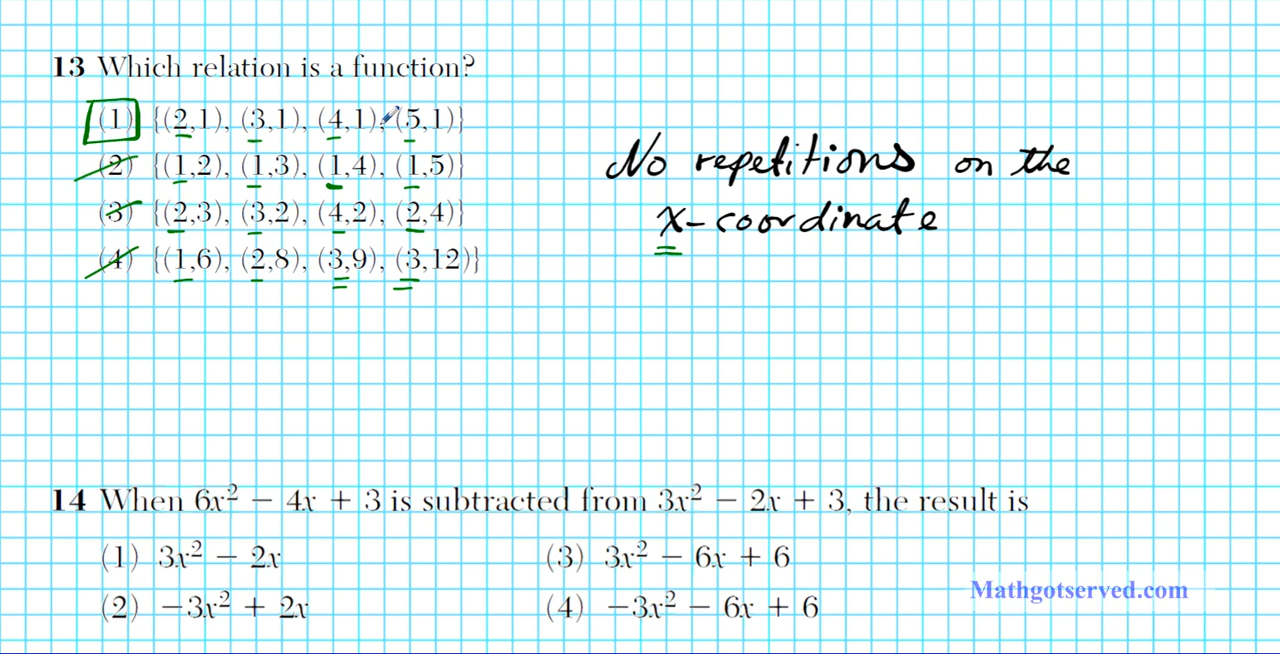 13 Which relation is a function?
(1) {(2,1), (3,1), (4,1), (5,1)}
(2) {(1,2), (1,3), (1,4), (1,5)}
(3) {(2,3), (3,2), (4,2), (2,4)}
(4) {(1,6), (2,8), (3,9), (3,12)}
No repetitions on the
x-coordinate
14 When 6x² − 4x + 3 is subtracted from 3x² − 2x + 3, the result is
(1) 3x² − 2x
(2) −3x² + 2x
(3) 3x² − 6x + 6
(4) −3x² − 6x + 6
Mathgotserved.com